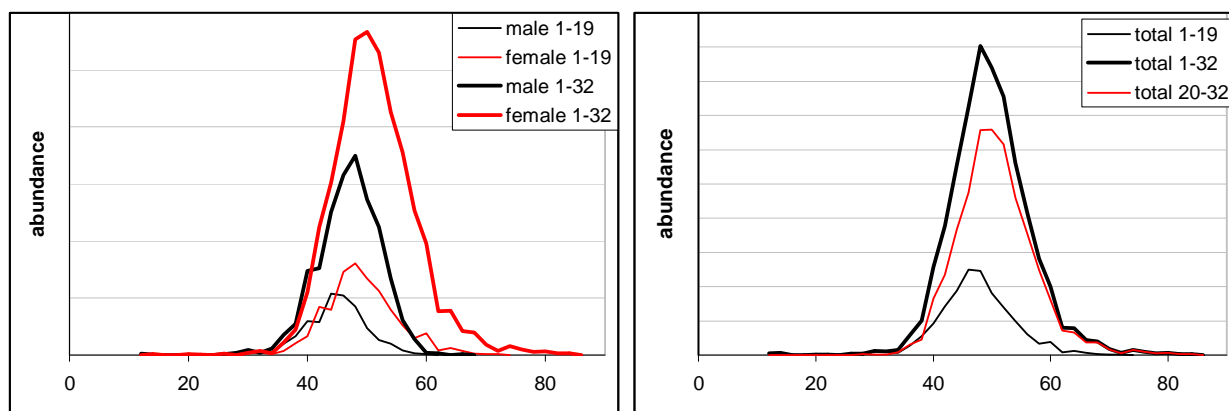 abundance
male 1-19
female 1-19
male 1-32
female 1-32
0 20 40 60 80
abundance
total 1-19
total 1-32
total 20-32
0 20 40 60 80